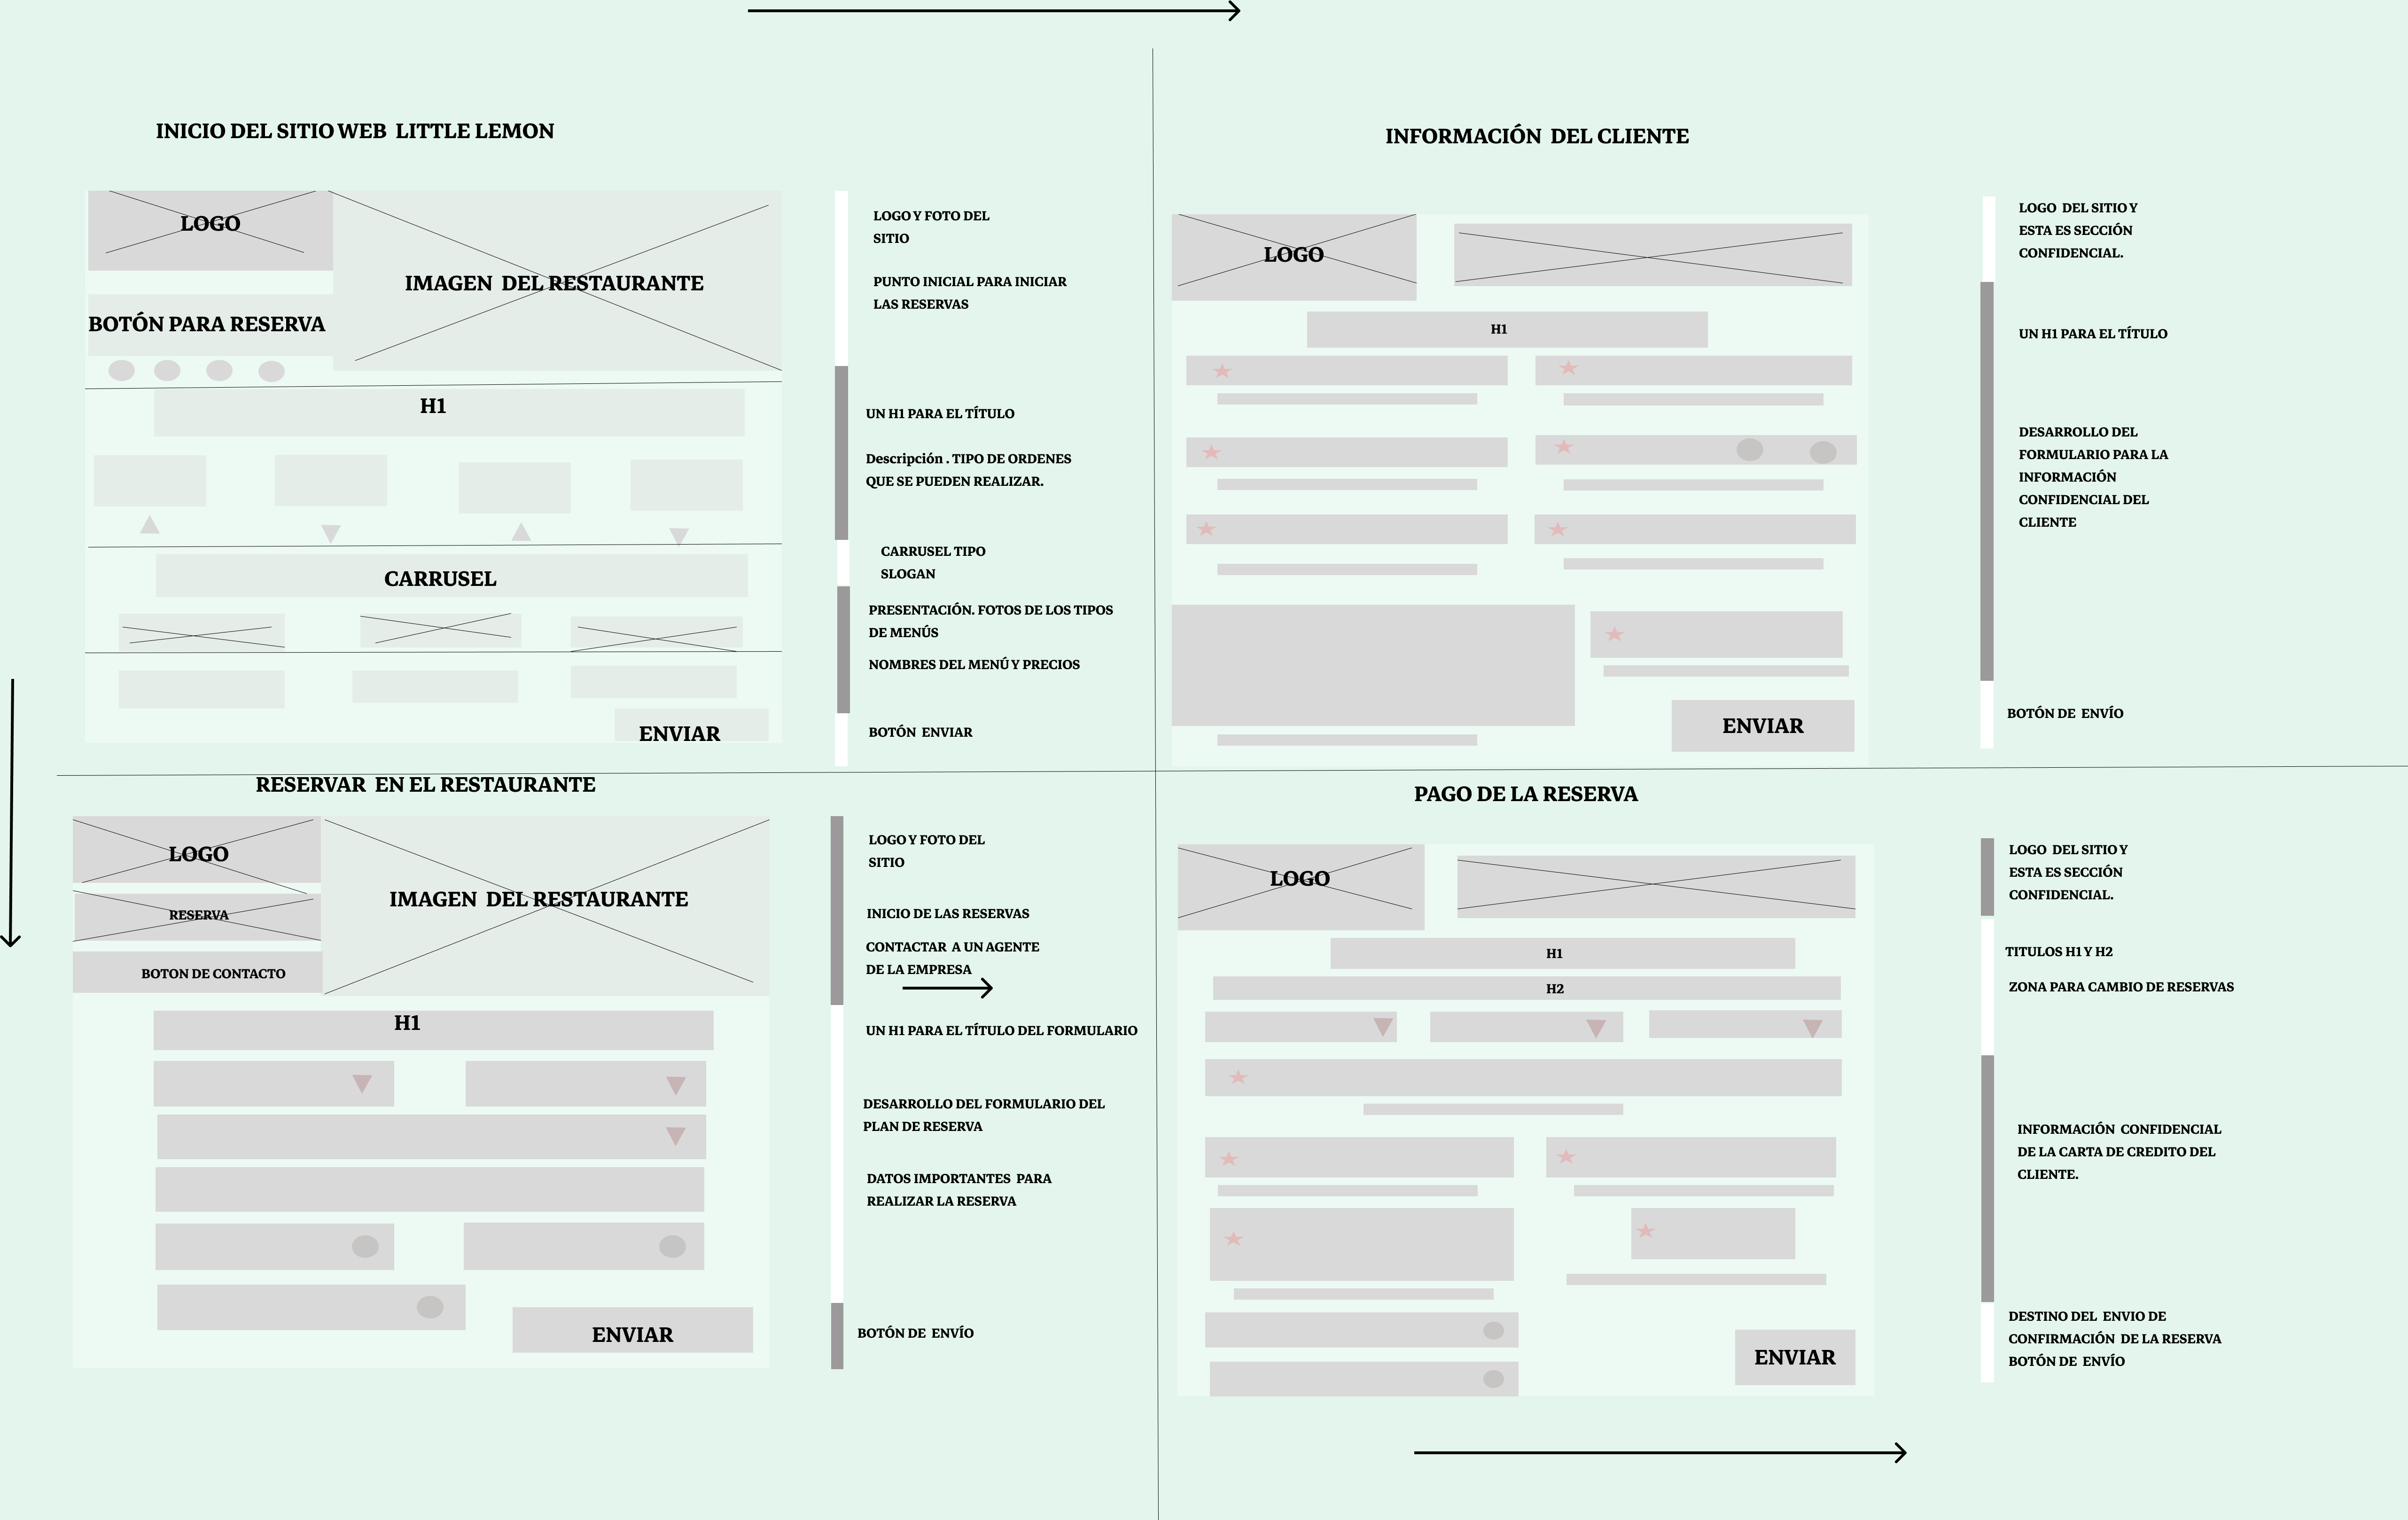 INICIO DEL SITIO WEB LITTLE LEMON
LOGO
IMAGEN DEL RESTAURANTE
BOTÓN PARA RESERVA
H1
CARRUSEL
ENVIAR
LOGO Y FOTO DEL
SITIO
PUNTO INICIAL PARA INICIAR
LAS RESERVAS
UN H1 PARA EL TÍTULO
Descripción . TIPO DE ORDENES
QUE SE PUEDEN REALIZAR.
CARRUSEL TIPO
SLOGAN
PRESENTACIÓN. FOTOS DE LOS TIPOS
DE MENÚS
NOMBRES DEL MENÚ Y PRECIOS
BOTÓN ENVIAR
INFORMACIÓN DEL CLIENTE
LOGO
H1
ENVIAR
LOGO DEL SITIO Y
ESTA ES SECCIÓN
CONFIDENCIAL.
UN H1 PARA EL TÍTULO
DESARROLLO DEL
FORMULARIO PARA LA
INFORMACIÓN
CONFIDENCIAL DEL
CLIENTE
BOTÓN DE ENVÍO
RESERVAR EN EL RESTAURANTE
LOGO
RESERVA
BOTON DE CONTACTO
IMAGEN DEL RESTAURANTE
H1
ENVIAR
LOGO Y FOTO DEL
SITIO
INICIO DE LAS RESERVAS
CONTACTAR A UN AGENTE
DE LA EMPRESA
UN H1 PARA EL TÍTULO DEL FORMULARIO
DESARROLLO DEL FORMULARIO DEL
PLAN DE RESERVA
DATOS IMPORTANTES PARA
REALIZAR LA RESERVA
BOTÓN DE ENVÍO
PAGO DE LA RESERVA
LOGO
H1
H2
ENVIAR
LOGO DEL SITIO Y
ESTA ES SECCIÓN
CONFIDENCIAL.
TITULOS H1 Y H2
ZONA PARA CAMBIO DE RESERVAS
INFORMACIÓN CONFIDENCIAL
DE LA CARTA DE CREDITO DEL
CLIENTE.
DESTINO DEL ENVIO DE
CONFIRMACIÓN DE LA RESERVA
BOTÓN DE ENVÍO